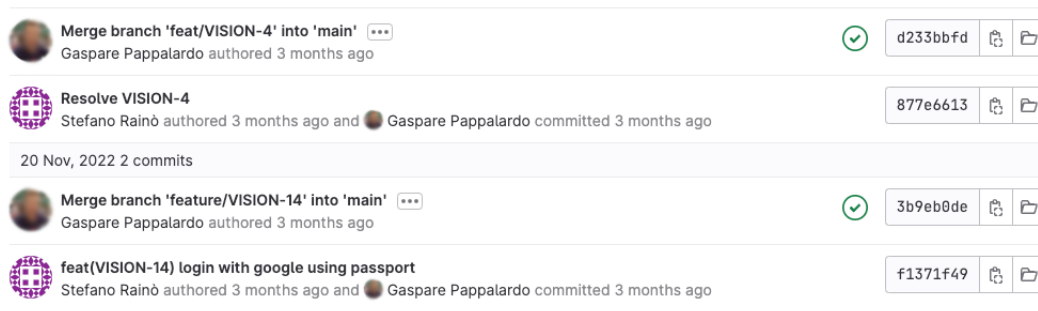 Merge branch 'feat/VISION-4' into 'main'
d233bbfd
Gaspare Pappalardo authored 3 months ago
Resolve VISION-4
877e6613
Stefano Rainò authored 3 months ago and Gaspare Pappalardo committed 3 months ago
20 Nov, 2022 2 commits
Merge branch 'feature/VISION-14' into 'main'
3b9eb0de
Gaspare Pappalardo authored 3 months ago
feat(VISION-14) login with google using passport
f1371f49
Stefano Rainò authored 3 months ago and Gaspare Pappalardo committed 3 months ago